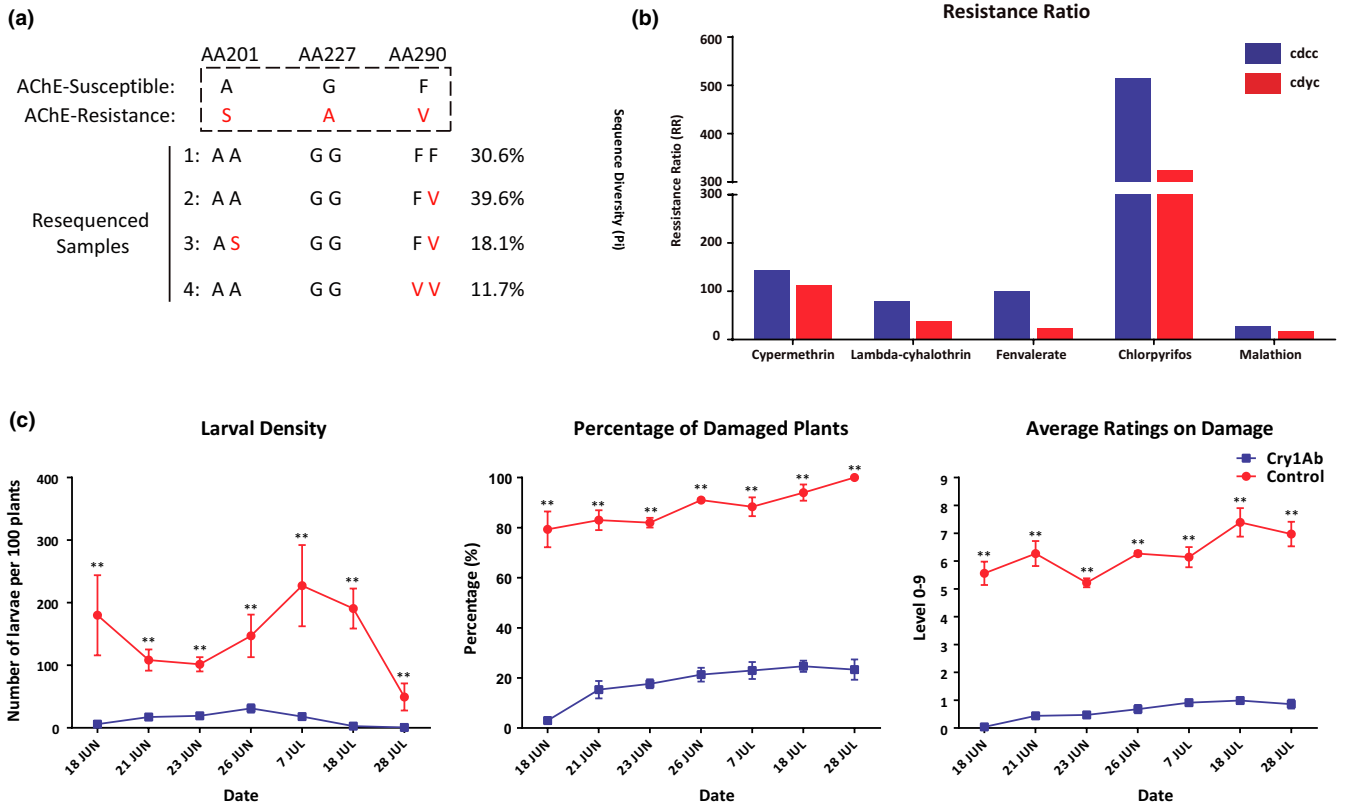 (a)
AA201 AA227 AA290
AChE-Susceptible: A G F
AChE-Resistance: S A V
1: A A G G F F 30.6%
2: A A G G F V 39.6%
Resequenced
Samples
3: A S G G F V 18.1%
4: A A G G V V 11.7%
(b)
Resistance Ratio
Sequence Diversity (PI)
Ressistance Ratio (RR)
600
500
400
300
300
200
100
0
cdcc
cdyc
Cypermethrin Lambda-cyhalothrin Fenvalerate Chlorpyrifos Malathion
(c)
Larval Density
Number of larvae per 100 plants
400
300
200
100
0
** ** ** ** ** ** **
18 JUN 21 JUN 23 JUN 26 JUN 7 JUL 18 JUL 28 JUL
Date
Percentage of Damaged Plants
Percentage (%)
100
80
60
40
20
0
** ** ** ** ** ** **
18 JUN 21 JUN 23 JUN 26 JUN 7 JUL 18 JUL 28 JUL
Date
Average Ratings on Damage
Cry1Ab
Control
Level 0-9
9
8
7
6
5
4
3
2
1
0
** ** ** ** ** ** **
18 JUN 21 JUN 23 JUN 26 JUN 7 JUL 18 JUL 28 JUL
Date